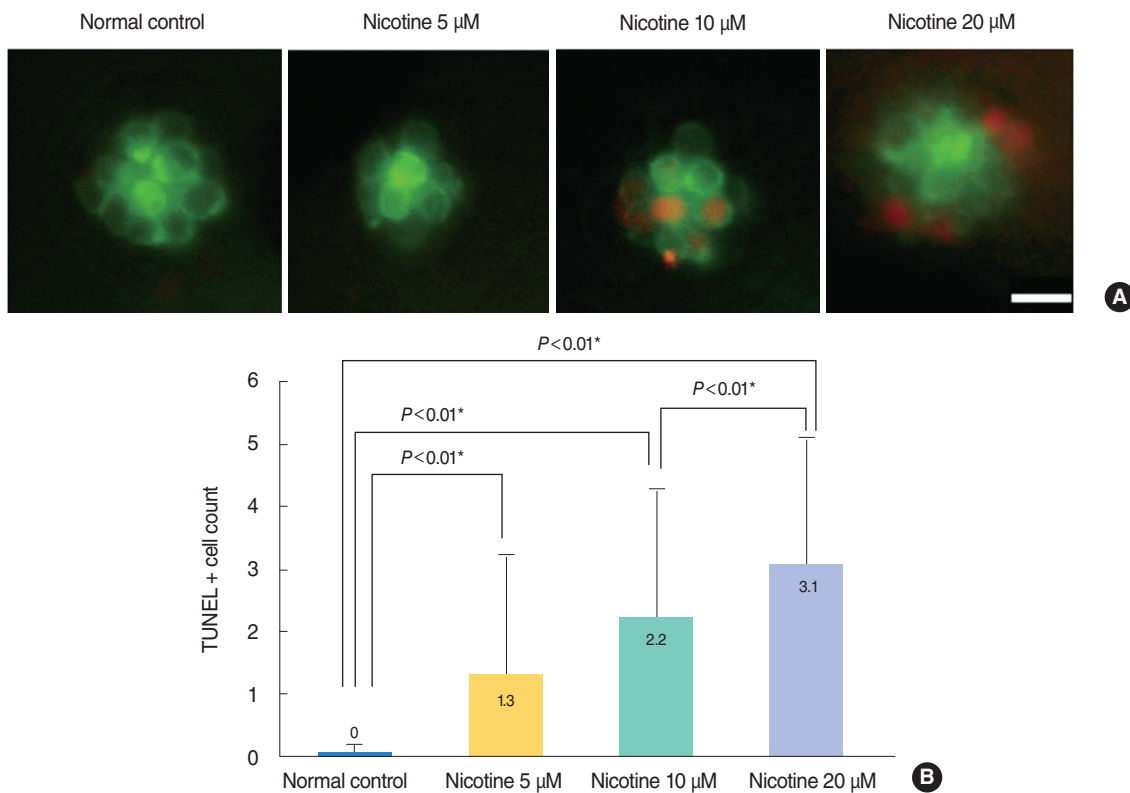 Normal control Nicotine 5 µM Nicotine 10 µM Nicotine 20 µM
A
P<0.01*
6
P<0.01*
P<0.01*
5
P<0.01*
4
3
2
1
0
TUNEL + cell count
0
1.3
2.2
3.1
Normal control Nicotine 5 µM Nicotine 10 µM Nicotine 20 µM
B